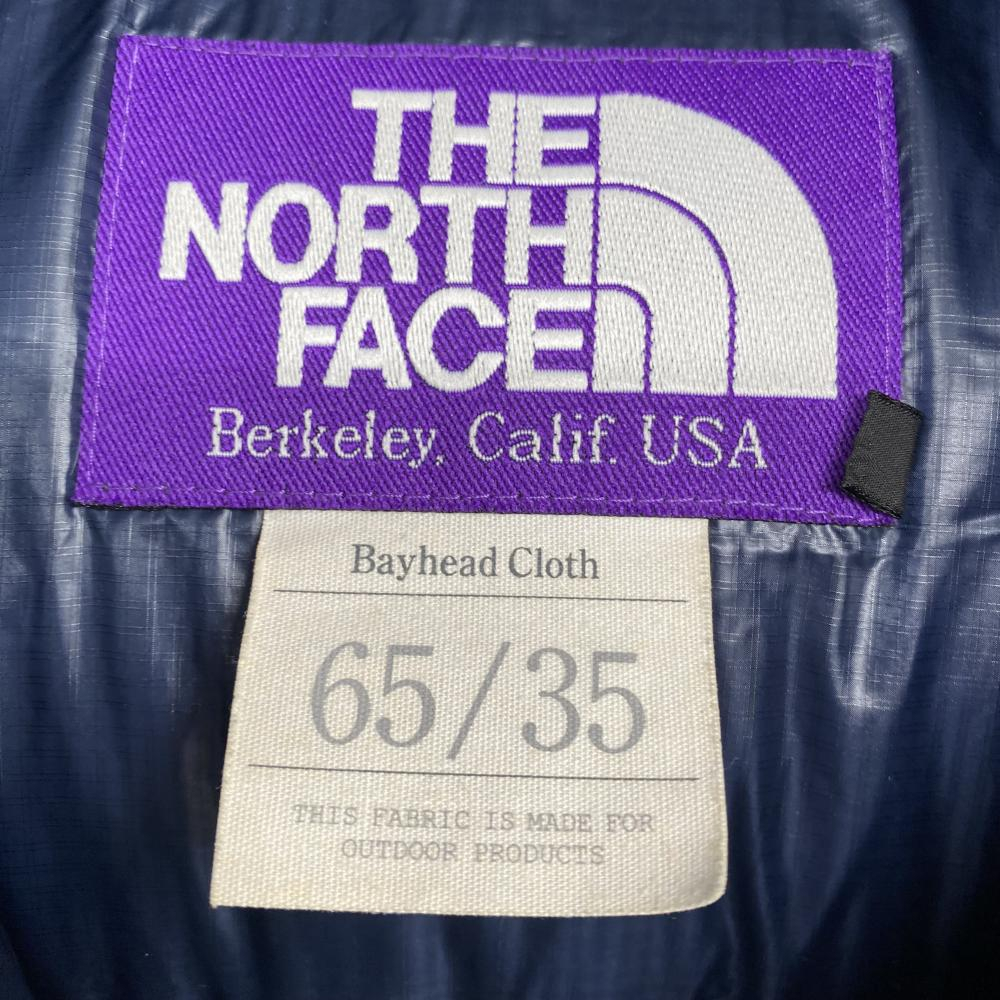 THE
NORTH
FACE
Berkeley, Calif. USA
Bayhead Cloth
65/35
THIS FABRIC IS MADE FOR
OUTDOOR PRODUCTS